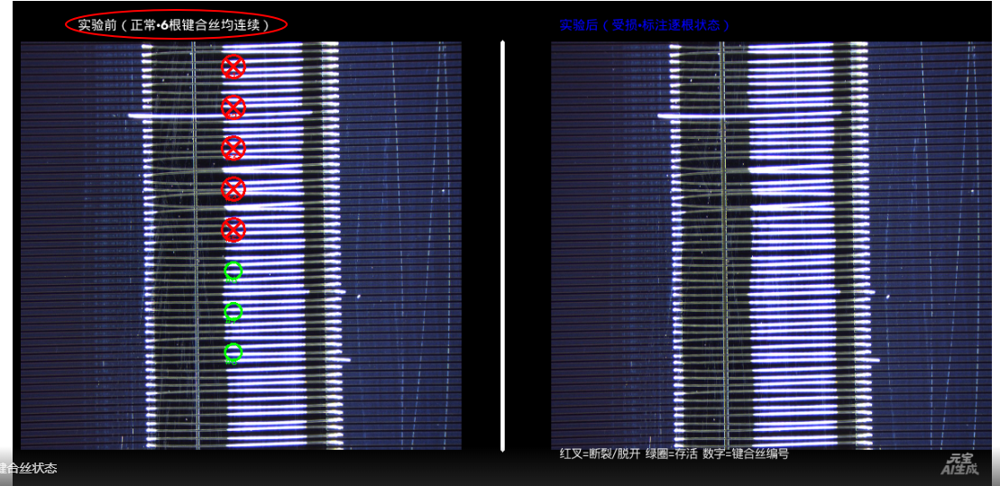 实验前（正常·6根键合丝均连续）
实验后（受损·标注逐根状态）
红叉=断裂/脱开 绿圈=存活 数字=键合丝编号
键合丝状态
元宝
AI生成